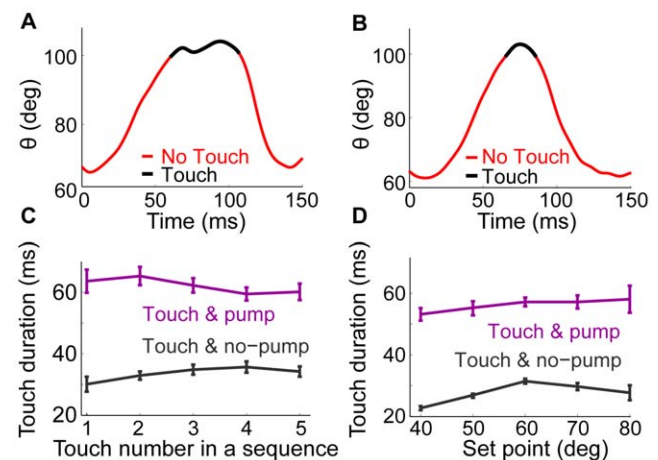 A
θ (deg)
100
80
60
No Touch
Touch
0
50
100
150
Time (ms)
B
θ (deg)
100
80
60
No Touch
Touch
0
50
100
150
Time (ms)
C
Touch duration (ms)
60
40
20
Touch & pump
Touch & no-pump
1
2
3
4
5
Touch number in a sequence
D
Touch duration (ms)
60
40
20
Touch & pump
Touch & no-pump
40
50
60
70
80
Set point (deg)